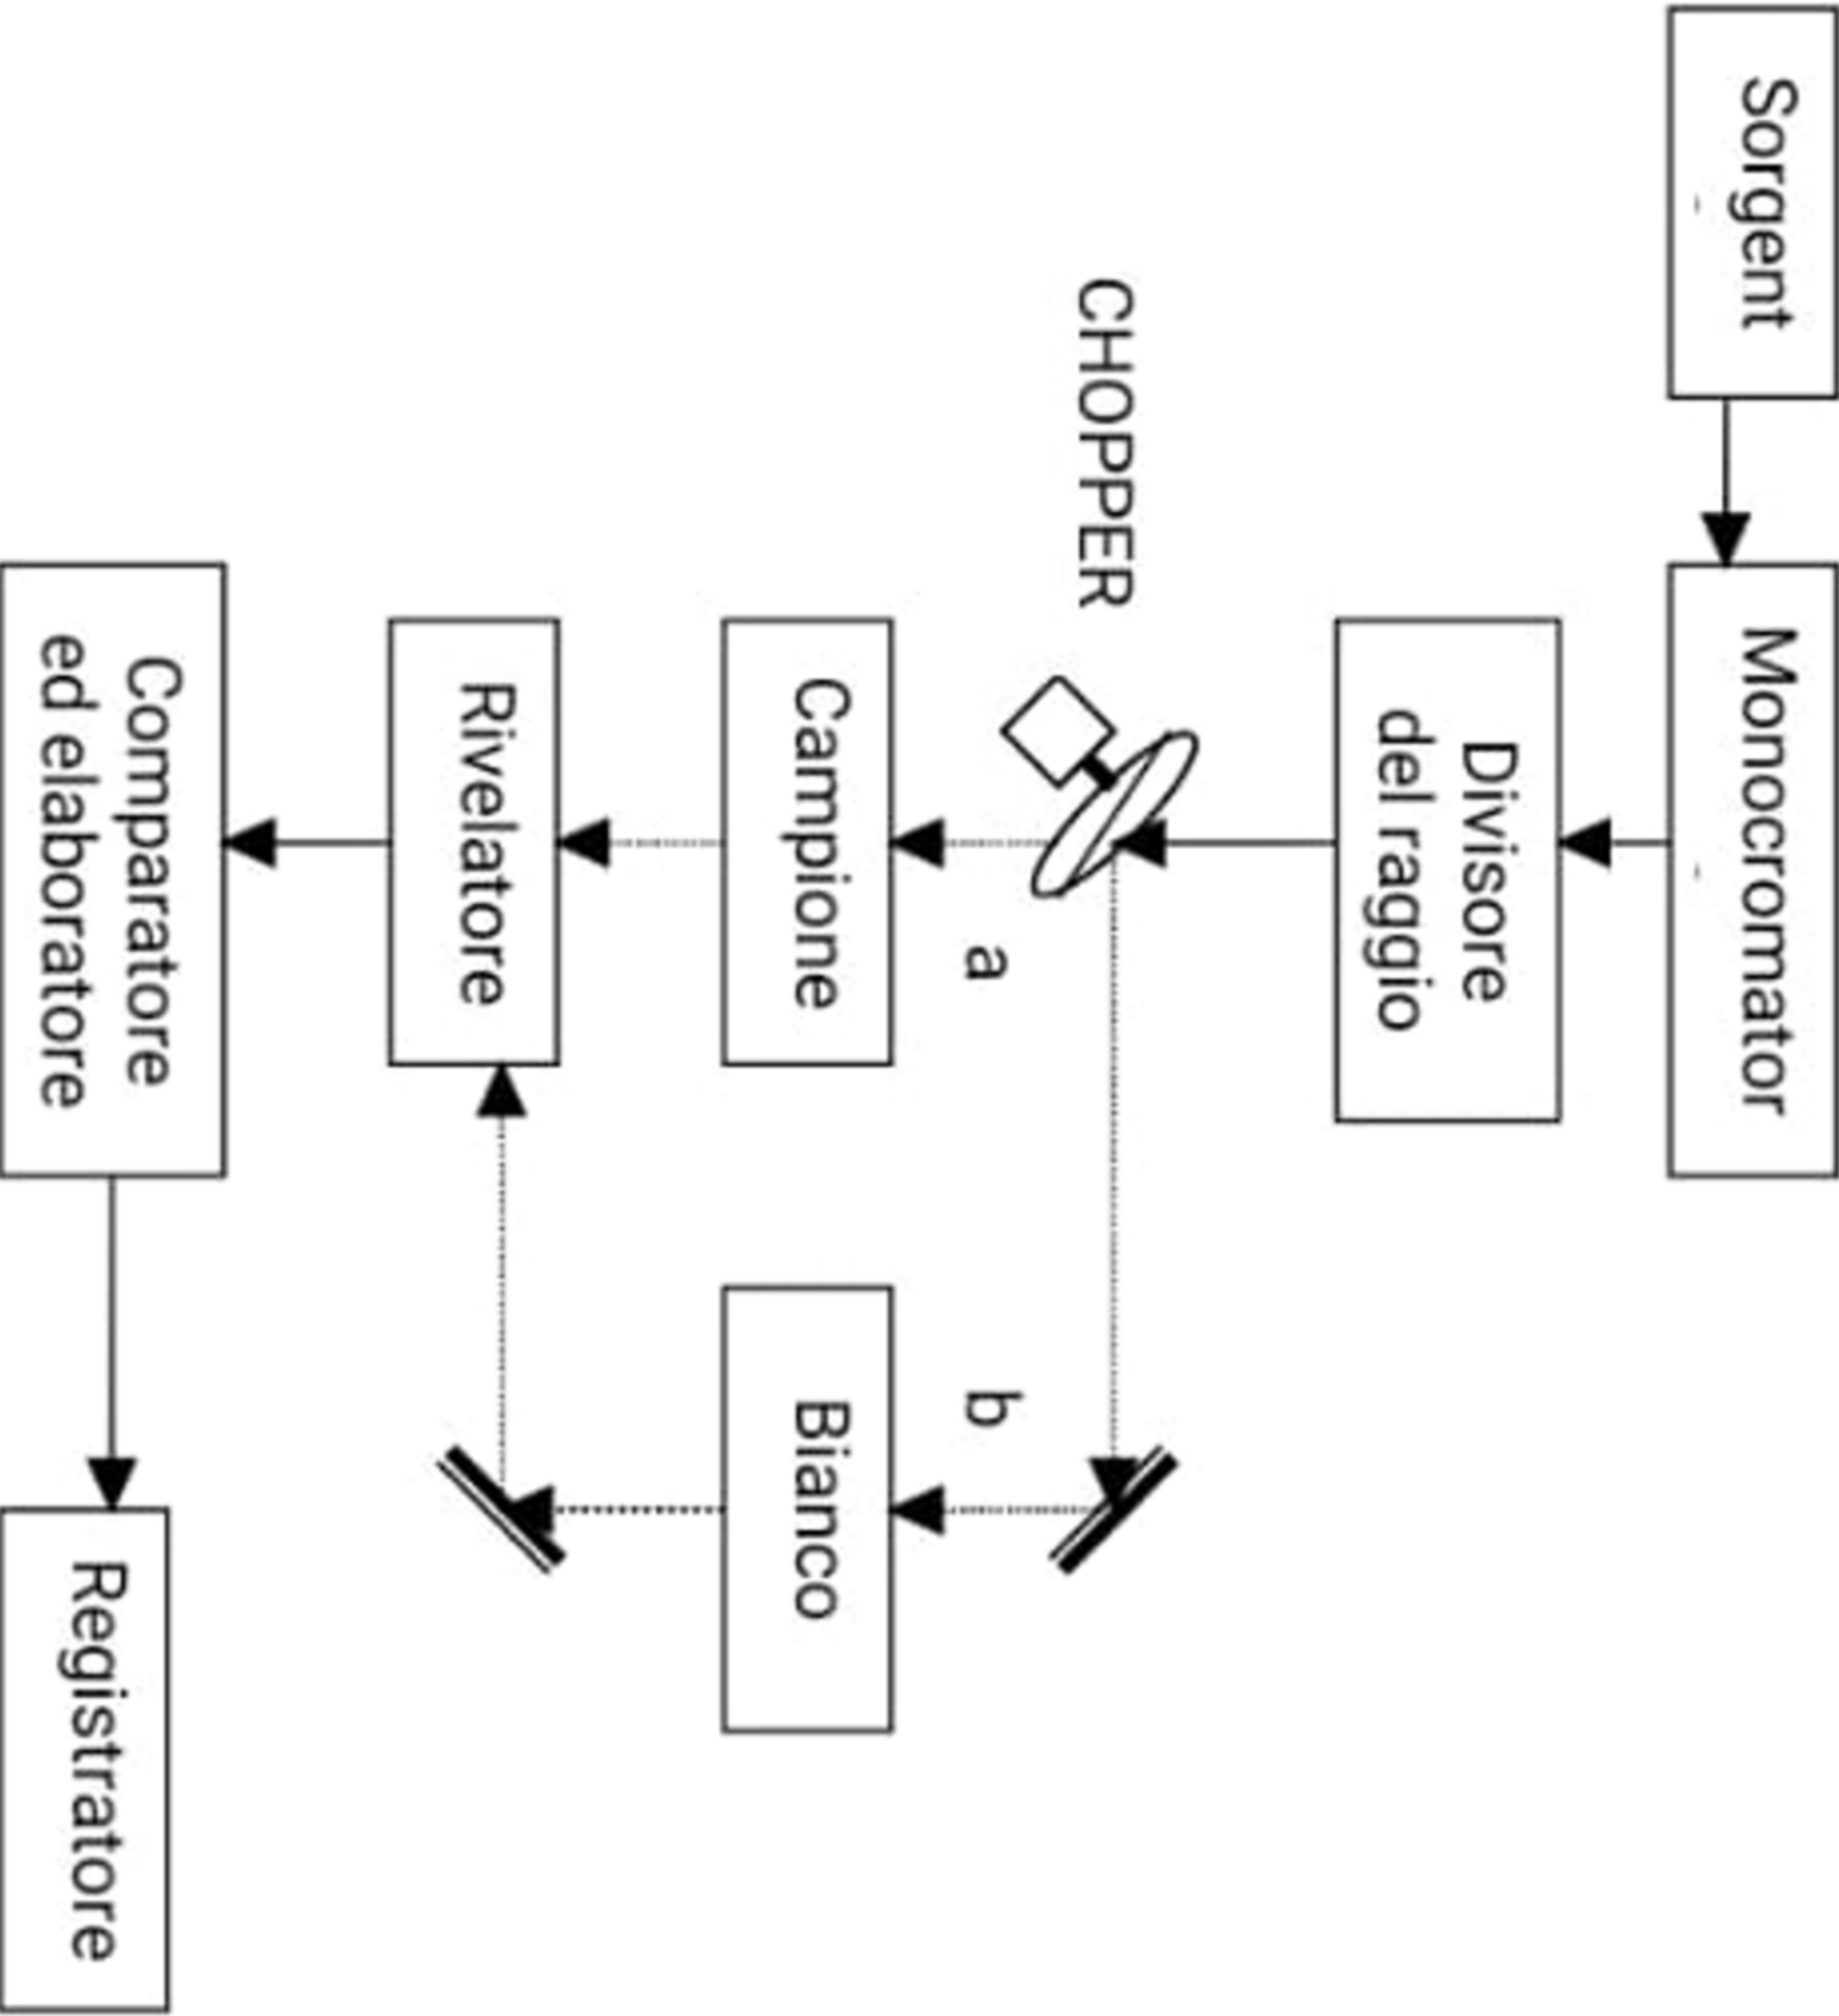 Sorgent
Monocromator
Divisore
del raggio
CHOPPER
a
b
Campione
Bianco
Rivelatore
Comparatore
ed elaboratore
Registratore